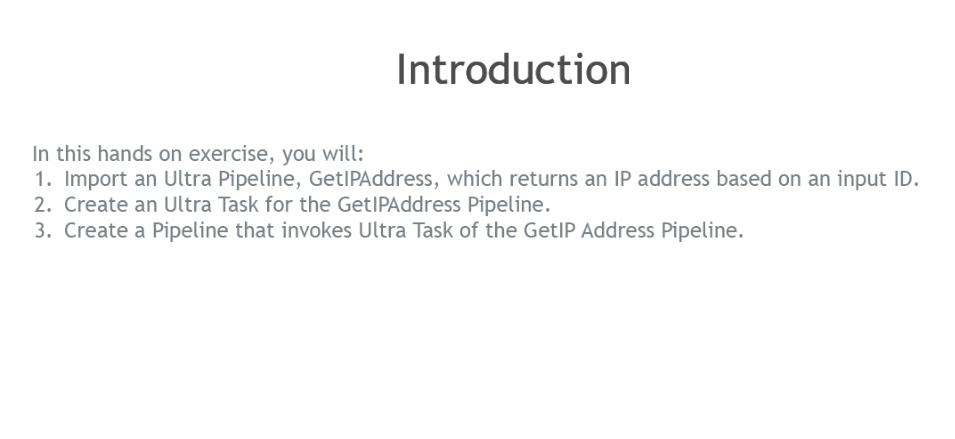 Introduction
In this hands on exercise, you will:
1. Import an Ultra Pipeline, GetIPAddress, which returns an IP address based on an input ID.
2. Create an Ultra Task for the GetIPAddress Pipeline.
3. Create a Pipeline that invokes Ultra Task of the GetIP Address Pipeline.